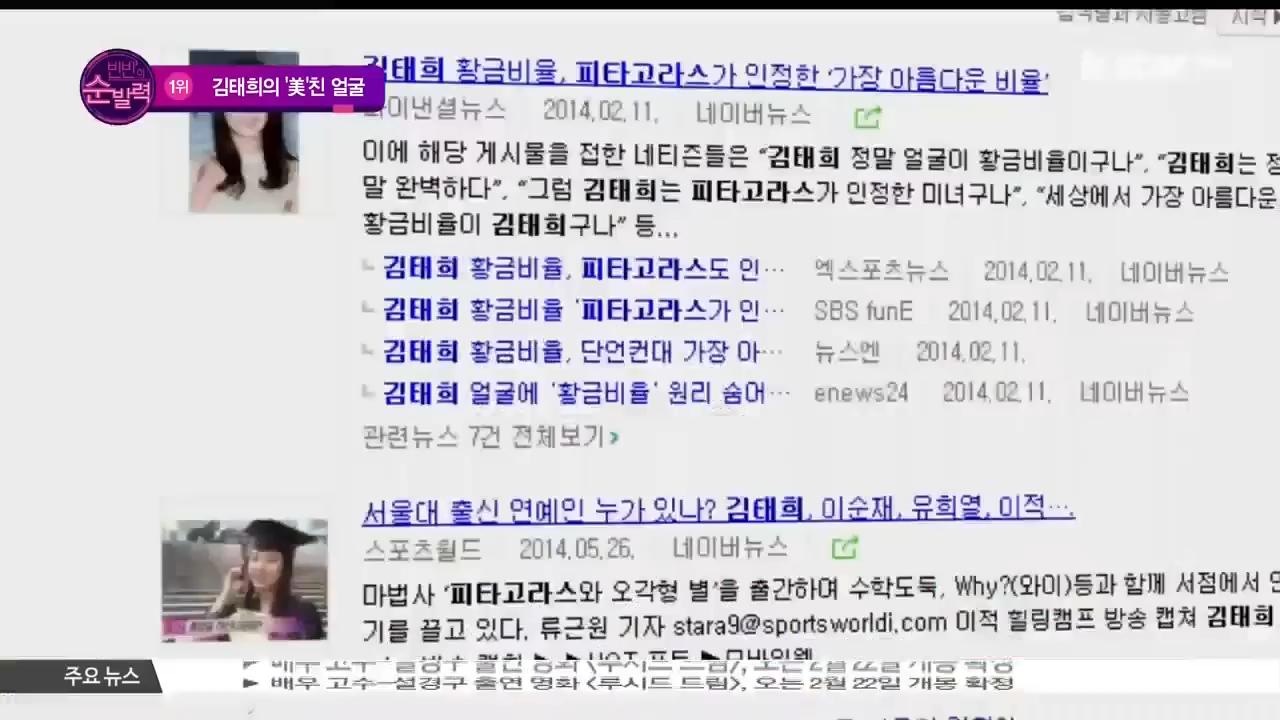 빈빈의
순발력
1위
김태희의 '美'친 얼굴
김태희 황금비율, 피타고라스가 인정한 ‘가장 아름다운 비율’
2014.02.11. 네이버뉴스
이에 해당 게시물을 접한 네티즌들은 “김태희 정말 얼굴이 황금비율이구나”, “김태희는 정
말 완벽하다”, “그럼 김태희는 피타고라스가 인정한 미녀구나”, “세상에서 가장 아름다운
황금비율이 김태희구나” 등...
김태희 황금비율, 피타고라스도 인… 엑스포츠뉴스 2014.02.11. 네이버뉴스
김태희 황금비율 '피타고라스가 인… SBS funE 2014.02.11. 네이버뉴스
김태희 황금비율, 단언컨대 가장 아… 뉴스엔 2014.02.11.
김태희 얼굴에 '황금비율' 원리 숨어… enews24 2014.02.11. 네이버뉴스
관련뉴스 7건 전체보기 >
서울대 출신 연예인 누가 있나? 김태희, 이순재, 유희열, 이적….
스포츠월드 2014.05.26. 네이버뉴스
마법사 ‘피타고라스와 오각형 별’을 출간하며 수학도둑, Why?(와이)등과 함께 서점에서 인
기를 끌고 있다. 류근원 기자 stara9@sportsworldi.com 이적 힐링캠프 방송 캡쳐 김태희
주요 뉴스
► 배우 고수-설경구 출연 영화 <루시드 드림>, 오는 2월 22일 개봉 확정